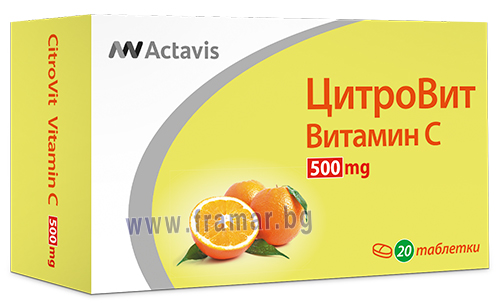 Actavis
ЦитроВит
Витамин С
500 mg
20 таблетки
CitroVit Vitamin C 500 mg
www.framar.bg